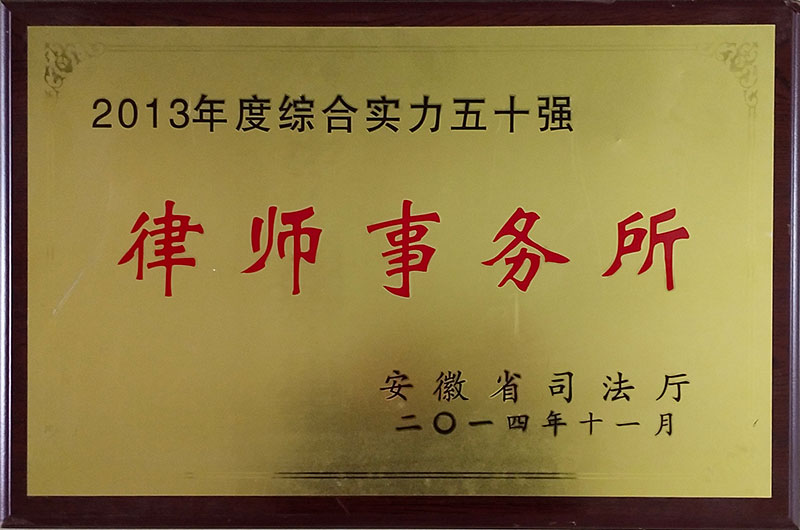 2013年度综合实力五十强
律师事务所
安徽省司法厅
二〇一四年十一月